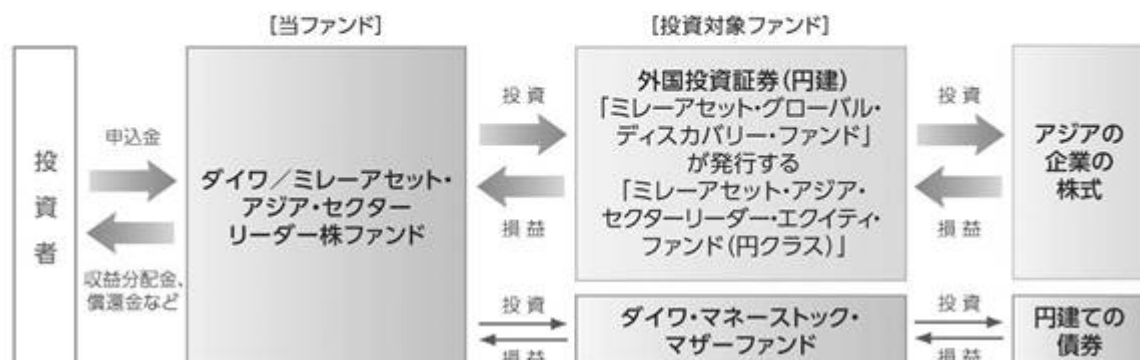 [当ファンド]
[投資対象ファンド]
投資者
申込金
収益分配金、
償還金など
ダイワ／ミレーアセット・
アジア・セクター
リーダー株ファンド
投資
損益
外国投資証券(円建)
「ミレーアセット・グローバル・
ディスカバリー・ファンド」
が発行する
「ミレーアセット・アジア・
セクターリーダー・エクイティ・
ファンド(円クラス)」
投資
損益
アジアの
企業の
株式
投資
損益
ダイワ・マネーストック・
マザーファンド
投資
損益
円建ての
債券